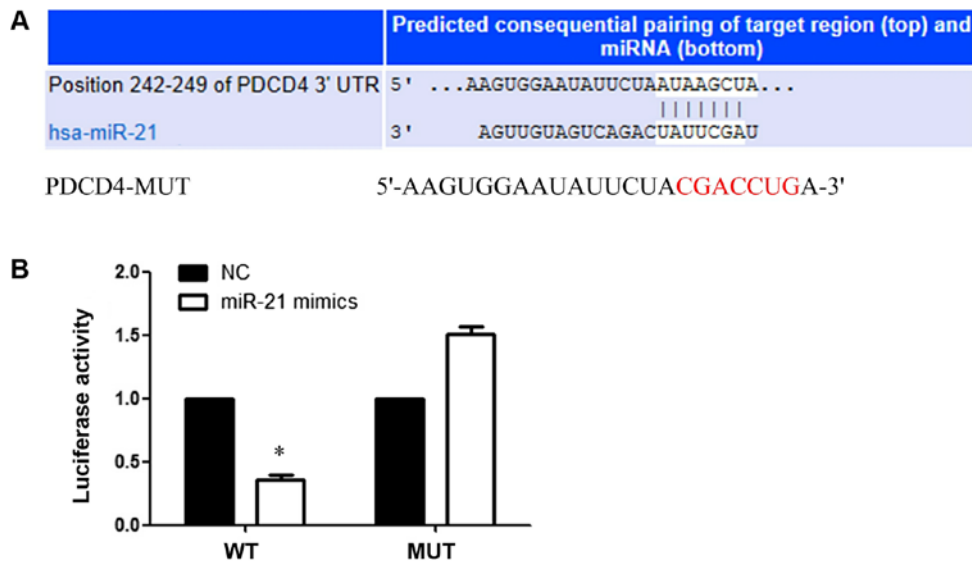 A
Predicted consequential pairing of target region (top) and
miRNA (bottom)
Position 242-249 of PDCD4 3' UTR 5' ...AAGUGGAAUAUUCUAAUAAGCUA...
hsa-miR-21 3' AGUUGUAGUCAGACUAUUCGAU
PDCD4-MUT 5'-AAGUGGAAUAUUCUACGACCUGA-3'
B
NC
miR-21 mimics
Luciferase activity
2.0
1.5
1.0
0.5
0.0
*
WT MUT